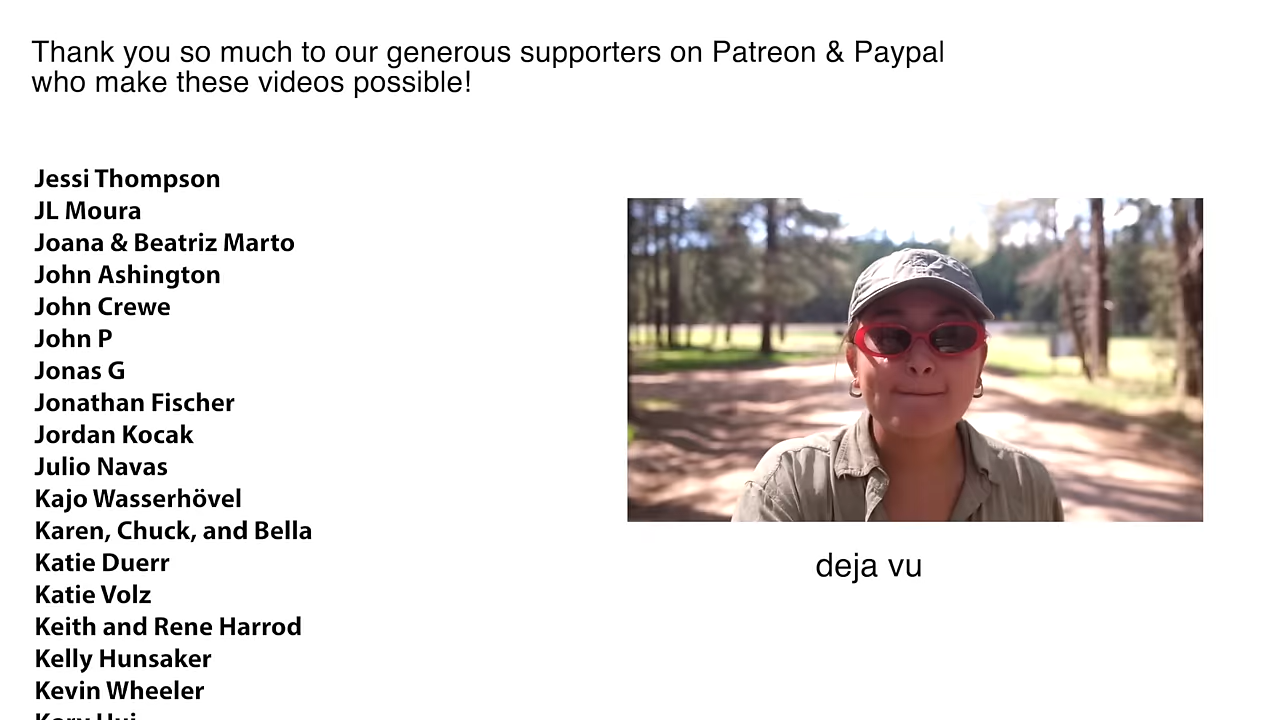 Thank you so much to our generous supporters on Patreon & Paypal
who make these videos possible!
Jessi Thompson
JL Moura
Joana & Beatriz Marto
John Ashington
John Crewe
John P
Jonas G
Jonathan Fischer
Jordan Kocak
Julio Navas
Kajo Wasserhövel
Karen, Chuck, and Bella
Katie Duerr
Katie Volz
Keith and Rene Harrod
Kelly Hunsaker
Kevin Wheeler
deja vu